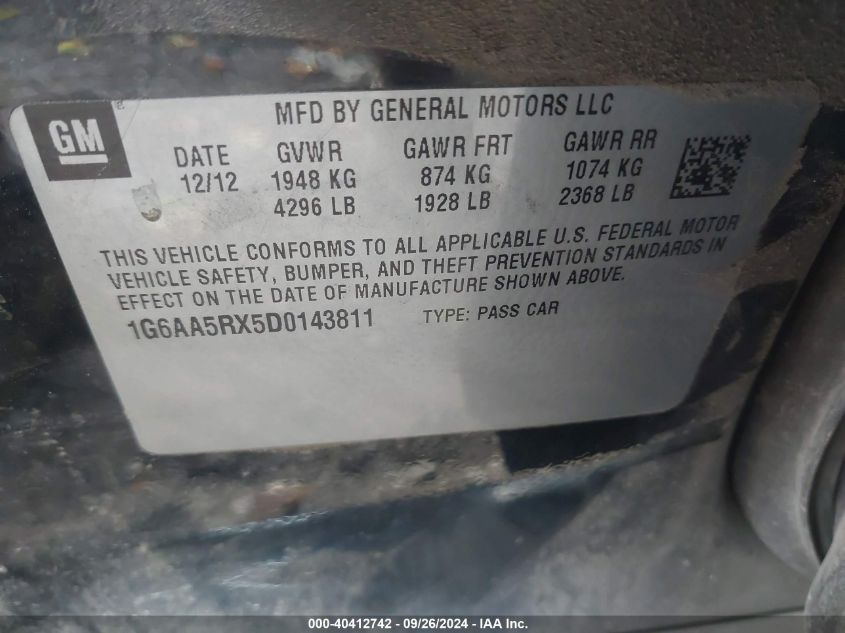 GM
MFD BY GENERAL MOTORS LLC
DATE GVWR GAWR FRT GAWR RR
12/12 1948 KG 874 KG 1074 KG
4296 LB 1928 LB 2368 LB
THIS VEHICLE CONFORMS TO ALL APPLICABLE U.S. FEDERAL MOTOR
VEHICLE SAFETY, BUMPER, AND THEFT PREVENTION STANDARDS IN
EFFECT ON THE DATE OF MANUFACTURE SHOWN ABOVE.
1G6AA5RX5D0143811 TYPE: PASS CAR
000-40412742 - 09/26/2024 - IAA Inc.